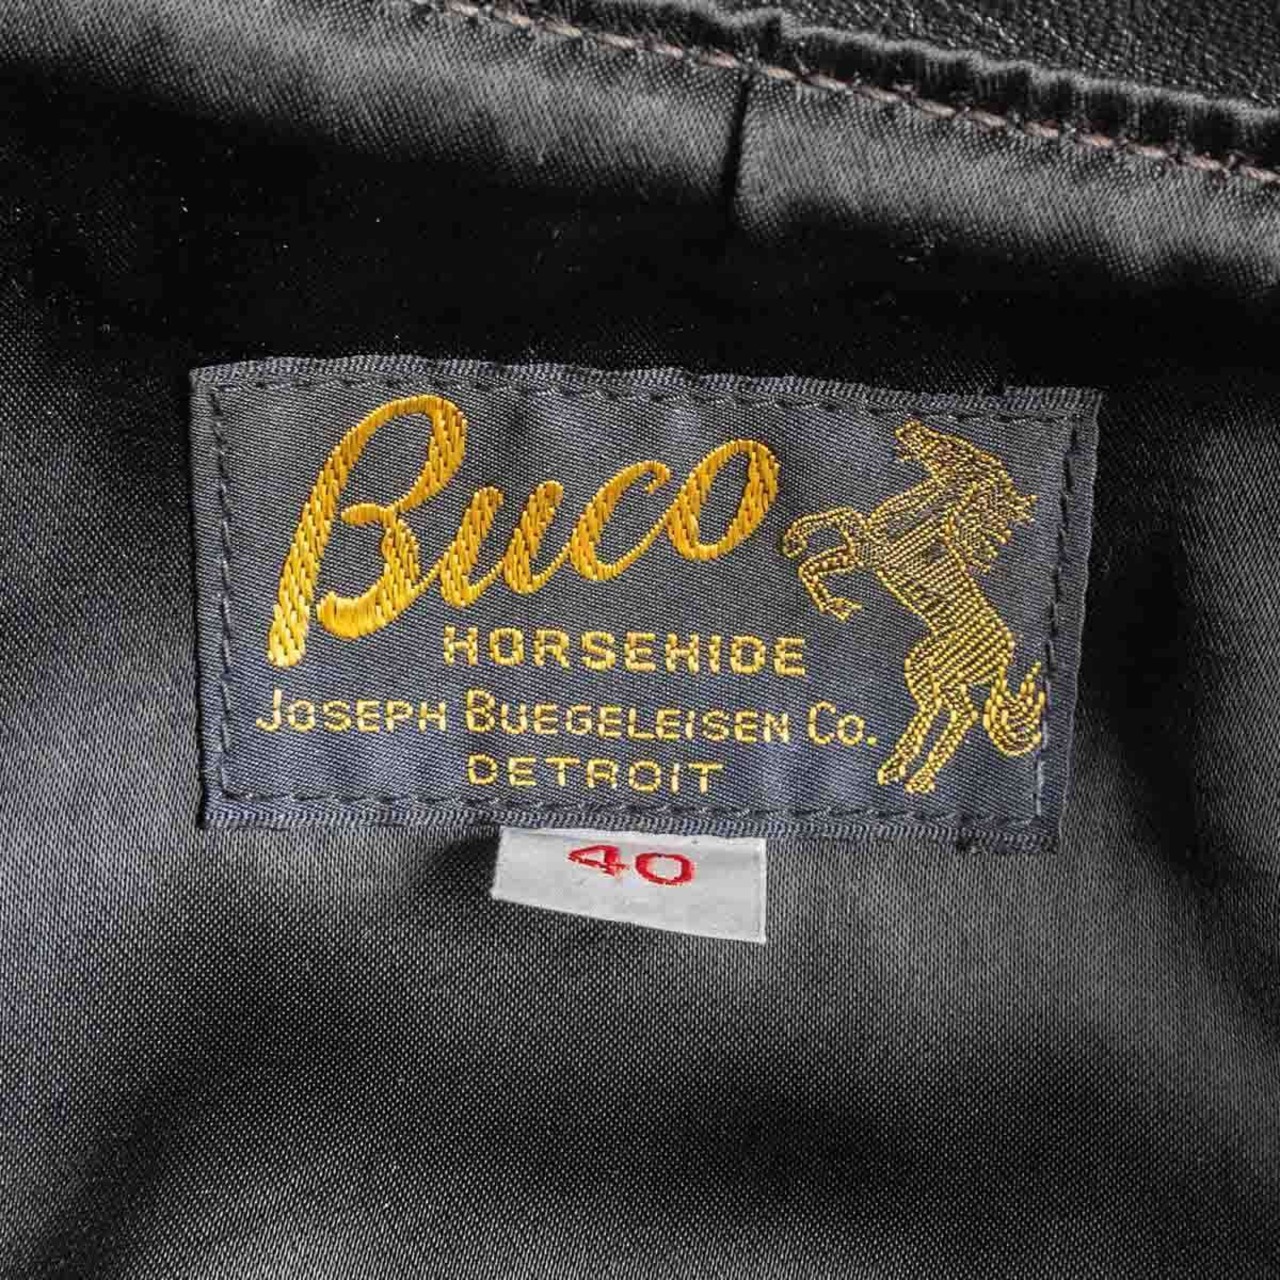 Buco
HORSEHIDE
JOSEPH BUEGELEISEN CO.
DETROIT
40